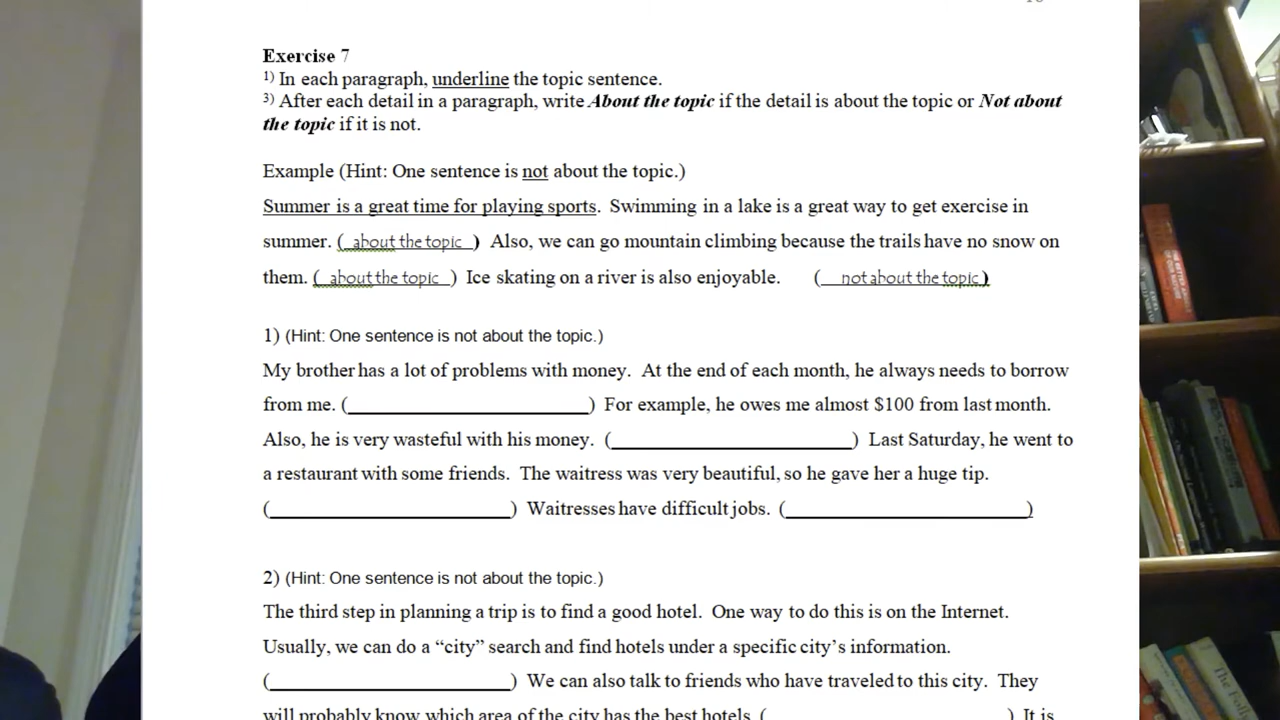 Exercise 7
1) In each paragraph, underline the topic sentence.
3) After each detail in a paragraph, write About the topic if the detail is about the topic or Not about
the topic if it is not.
Example (Hint: One sentence is not about the topic.)
Summer is a great time for playing sports. Swimming in a lake is a great way to get exercise in
summer. (_about the topic_) Also, we can go mountain climbing because the trails have no snow on
them. (_about the topic_) Ice skating on a river is also enjoyable. (__not about the topic)
1) (Hint: One sentence is not about the topic.)
My brother has a lot of problems with money. At the end of each month, he always needs to borrow
from me. (________________________) For example, he owes me almost $100 from last month.
Also, he is very wasteful with his money. (________________________) Last Saturday, he went to
a restaurant with some friends. The waitress was very beautiful, so he gave her a huge tip.
(________________________) Waitresses have difficult jobs. (________________________)
2) (Hint: One sentence is not about the topic.)
The third step in planning a trip is to find a good hotel. One way to do this is on the Internet.
Usually, we can do a “city” search and find hotels under a specific city’s information.
(________________________) We can also talk to friends who have traveled to this city. They
will probably know which area of the city has the best hotels. (________________________) It is